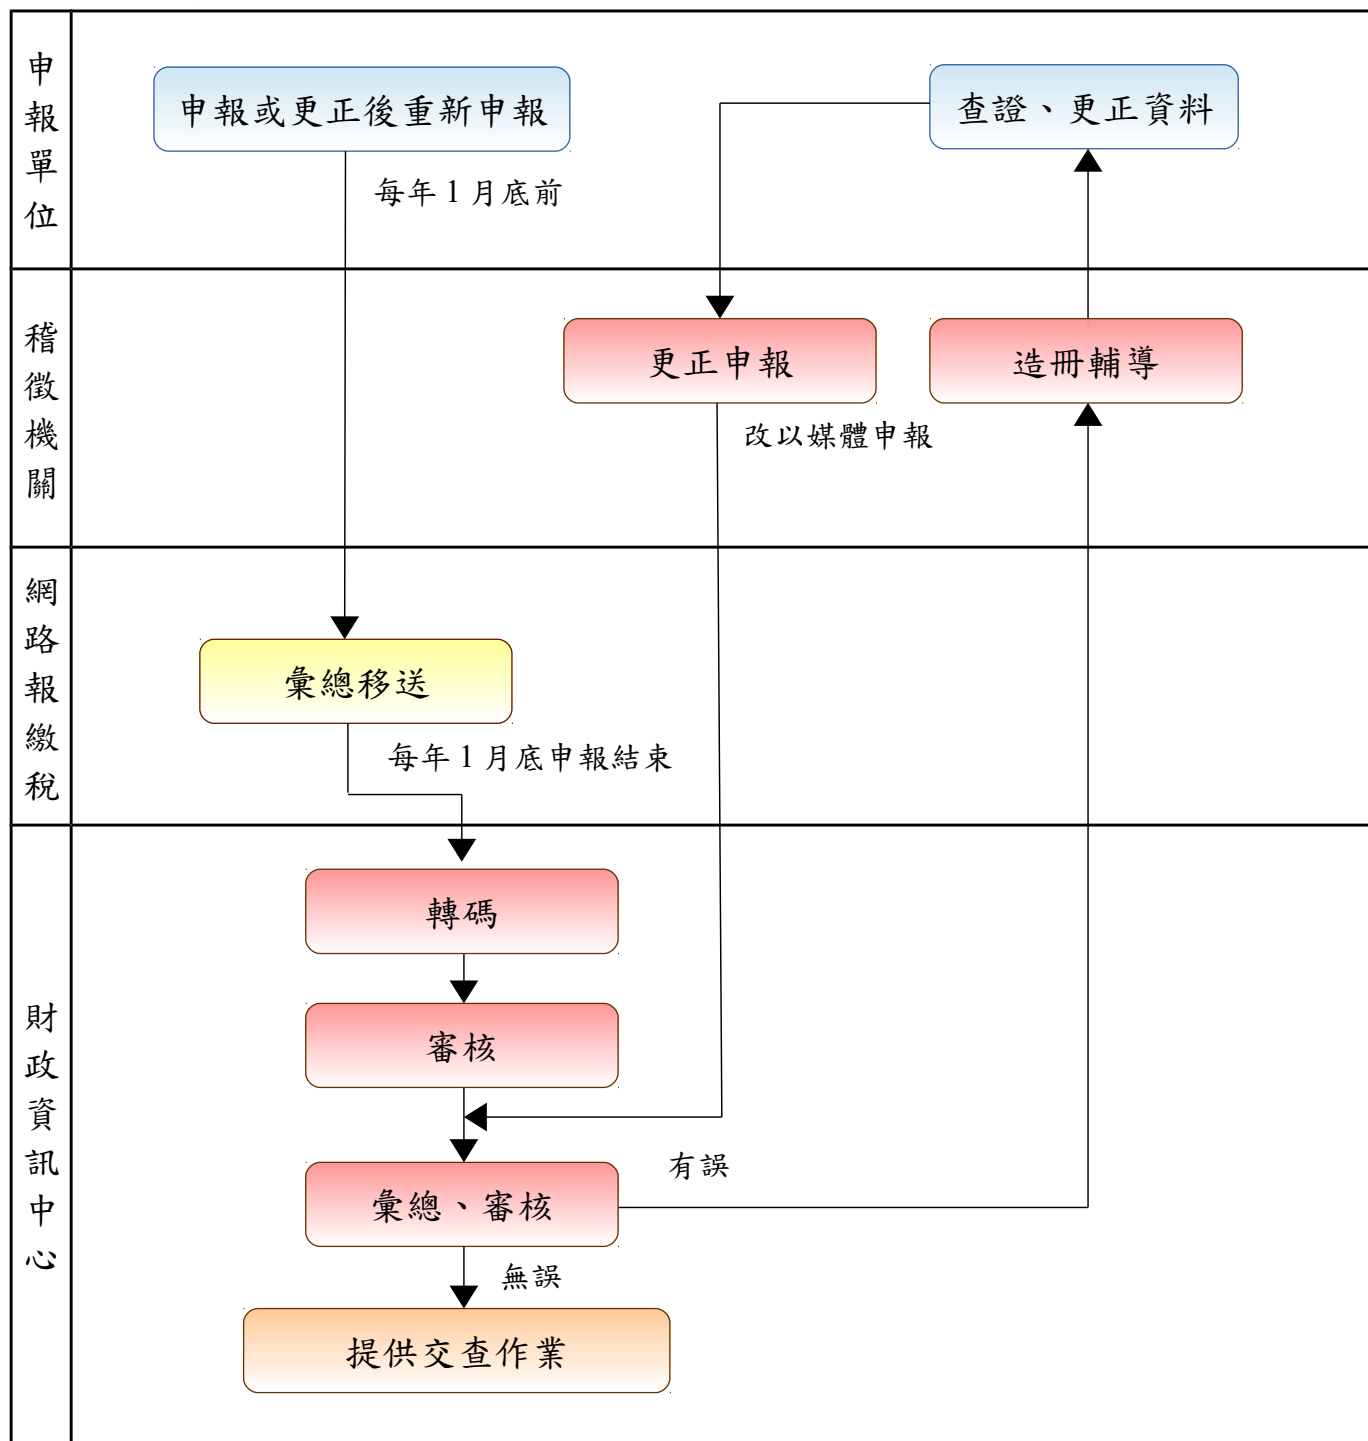 申報單位
申報或更正後重新申報
查證、更正資料
每年 1 月底前
稽徵機關
更正申報
造冊輔導
改以媒體申報
網路報繳稅
彙總移送
每年 1 月底申報結束
財政資訊中心
轉碼
審核
有誤
彙總、審核
無誤
提供交查作業